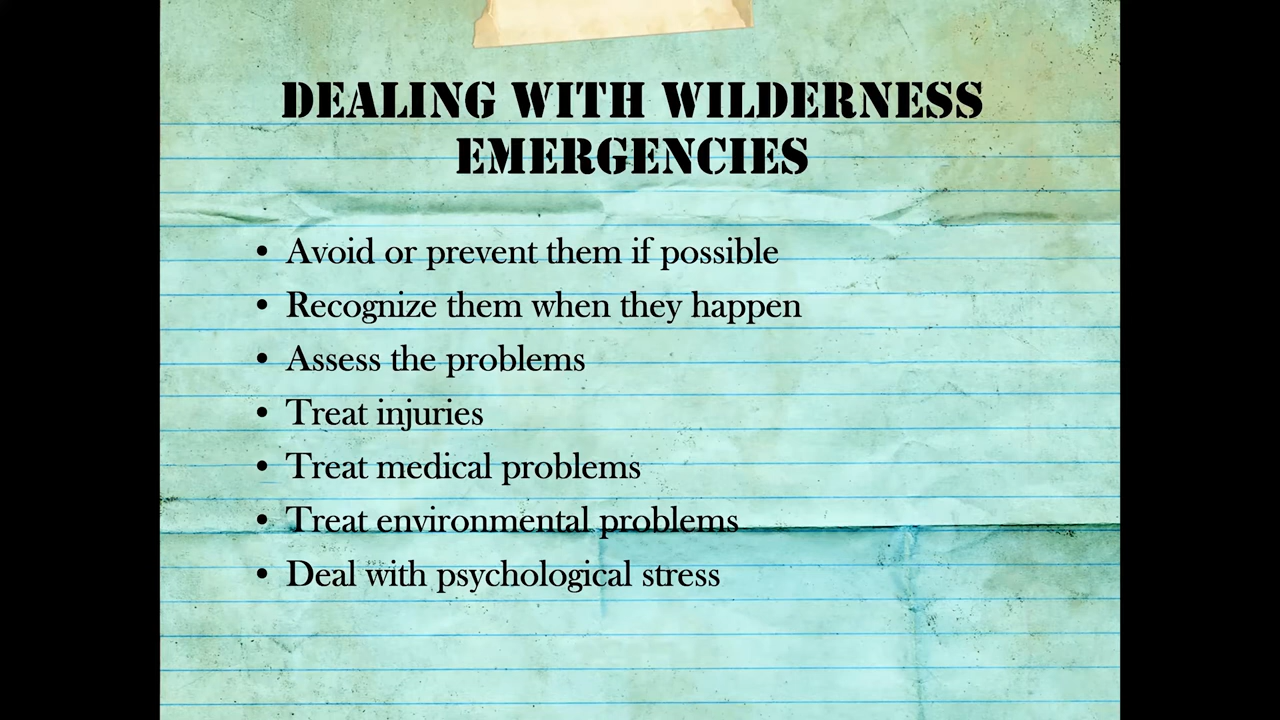 DEALING WITH WILDERNESS
EMERGENCIES
• Avoid or prevent them if possible
• Recognize them when they happen
• Assess the problems
• Treat injuries
• Treat medical problems
• Treat environmental problems
• Deal with psychological stress